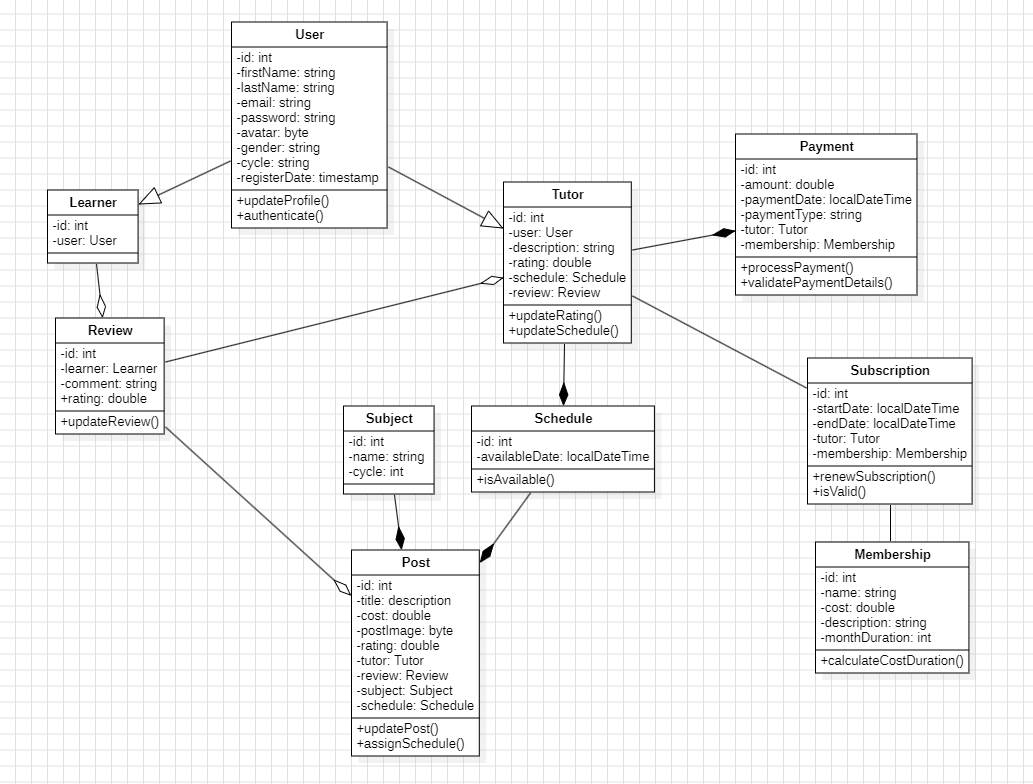 User
-id: int
-firstName: string
-lastName: string
-email: string
-password: string
-avatar: byte
-gender: string
-cycle: string
-registerDate: timestamp
+updateProfile()
+authenticate()
Payment
-id: int
-amount: double
-paymentDate: localDateTime
-paymentType: string
-tutor: Tutor
-membership: Membership
+processPayment()
+validatePaymentDetails()
Learner
-id: int
-user: User
Tutor
-id: int
-user: User
-description: string
-rating: double
-schedule: Schedule
-review: Review
+updateRating()
+updateSchedule()
Review
-id: int
-learner: Learner
-comment: string
+rating: double
+updateReview()
Subject
-id: int
-name: string
-cycle: int
Schedule
-id: int
-availableDate: localDateTime
+isAvailable()
Subscription
-id: int
-startDate: localDateTime
-endDate: localDateTime
-tutor: Tutor
-membership: Membership
+renewSubscription()
+isValid()
Post
-id: int
-title: description
-cost: double
-postImage: byte
-rating: double
-tutor: Tutor
-review: Review
-subject: Subject
-schedule: Schedule
+updatePost()
+assignSchedule()
Membership
-id: int
-name: string
-cost: double
-description: string
-monthDuration: int
+calculateCostDuration()